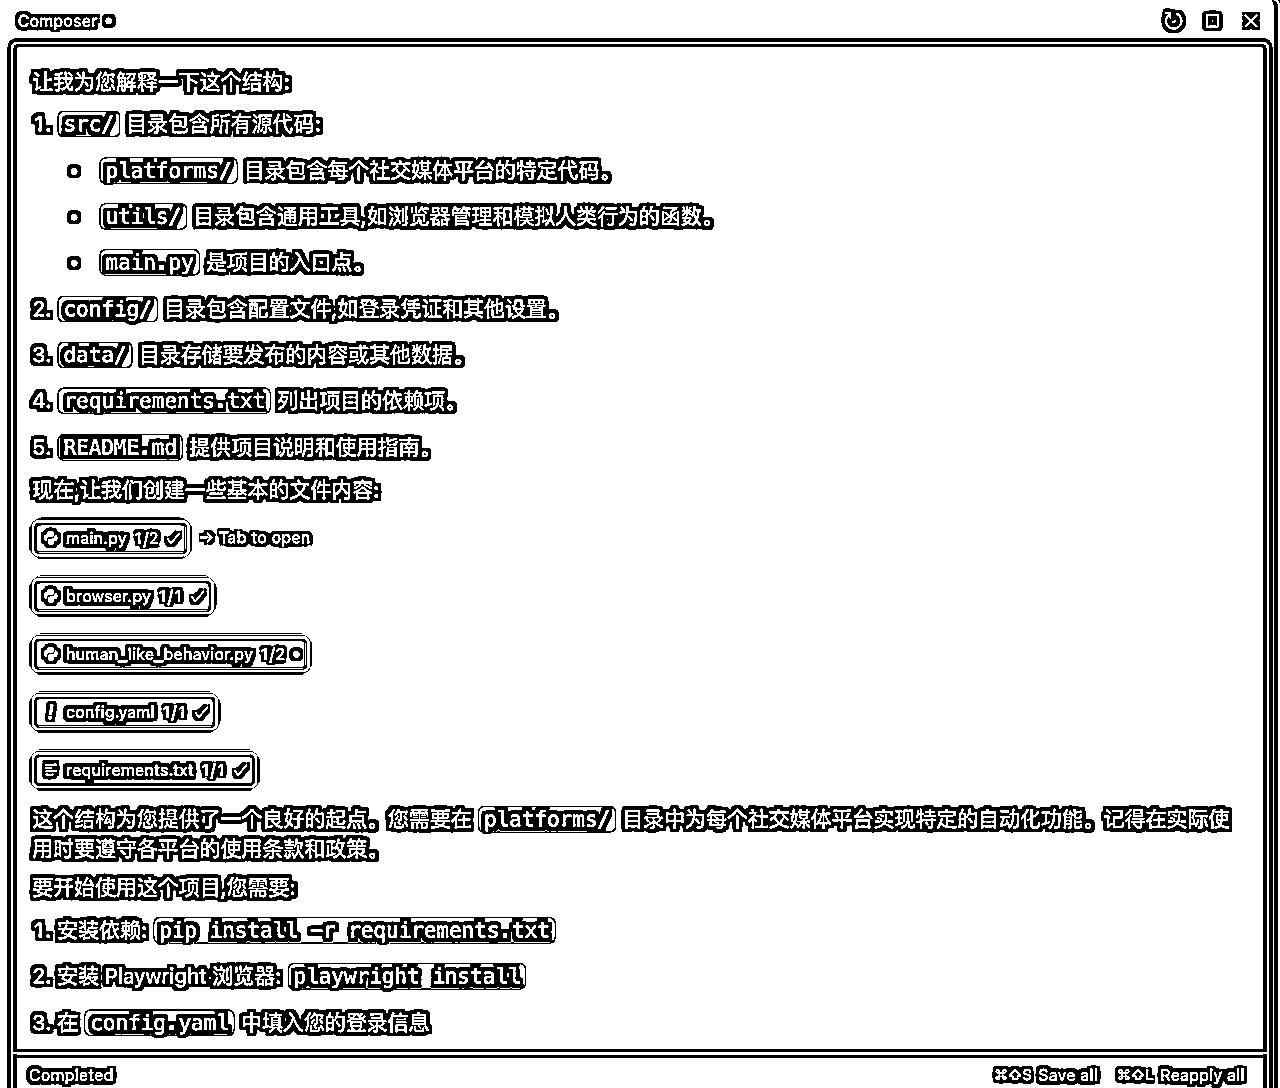 Composer
让我为您解释一下这个结构:
1. src/ 目录包含所有源代码:
platforms/ 目录包含每个社交媒体平台的特定代码。
utils/ 目录包含通用工具,如浏览器管理和模拟人类行为的函数。
main.py 是项目的入口点。
2. config/ 目录包含配置文件,如登录凭证和其他设置。
3. data/ 目录存储要发布的内容或其他数据。
4. requirements.txt 列出项目的依赖项。
5. README.md 提供项目说明和使用指南。
现在,让我们创建一些基本的文件内容:
main.py 1/2 ✓ → Tab to open
browser.py 1/1 ✓
human_like_behavior.py 1/2
! config.yaml 1/1 ✓
requirements.txt 1/1 ✓
这个结构为您提供了一个良好的起点。您需要在 platforms/ 目录中为每个社交媒体平台实现特定的自动化功能。记得在实际使
用时要遵守各平台的使用条款和政策。
要开始使用这个项目,您需要:
1. 安装依赖: pip install -r requirements.txt
2. 安装 Playwright 浏览器: playwright install
3. 在 config.yaml 中填入您的登录信息
Completed ⌘⇧S Save all ⌘⇧L Reapply all